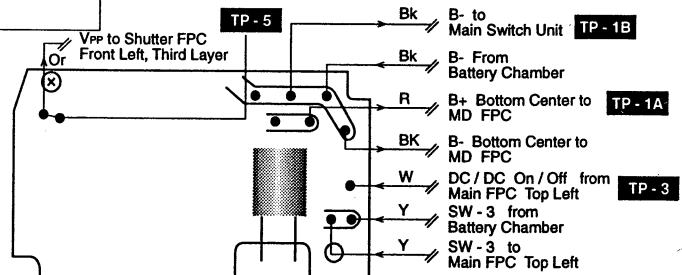 TP - 5
VPP to Shutter FPC
Front Left, Third Layer
Or
Bk B- to
Main Switch Unit TP - 1B
Bk B- From
Battery Chamber
R B+ Bottom Center to
MD FPC TP - 1A
BK B- Bottom Center to
MD FPC
W DC / DC On / Off from
Main FPC Top Left TP - 3
Y SW - 3 from
Battery Chamber
Y SW - 3 to
Main FPC Top Left